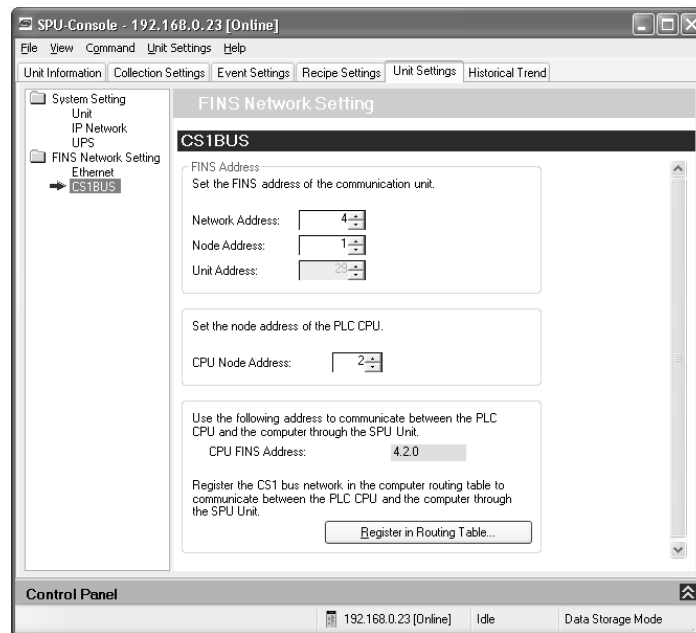 SPU-Console - 192.168.0.23 [Online]
File View Command Unit Settings Help
Unit Information Collection Settings Event Settings Recipe Settings Unit Settings Historical Trend
System Setting
Unit
IP Network
UPS
FINS Network Setting
Ethernet
CS1BUS
FINS Network Setting
CS1BUS
FINS Address
Set the FINS address of the communication unit.
Network Address: 4
Node Address: 1
Unit Address: 29
Set the node address of the PLC CPU.
CPU Node Address: 2
Use the following address to communicate between the PLC
CPU and the computer through the SPU Unit.
CPU FINS Address: 4.2.0
Register the CS1 bus network in the computer routing table to
communicate between the PLC CPU and the computer through
the SPU Unit.
Register in Routing Table...
Control Panel
192.168.0.23 [Online] Idle Data Storage Mode